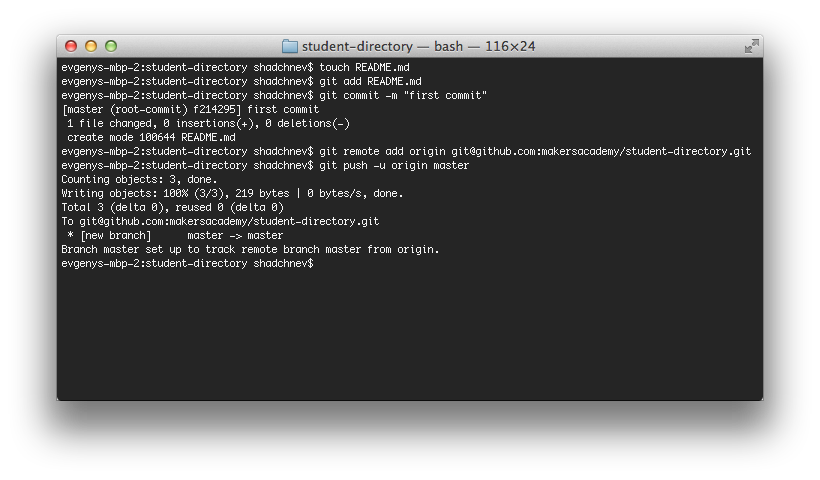 student-directory — bash — 116×24
evgenys-mbp-2:student-directory shadchnev$ touch README.md
evgenys-mbp-2:student-directory shadchnev$ git add README.md
evgenys-mbp-2:student-directory shadchnev$ git commit -m "first commit"
[master (root-commit) f214295] first commit
 1 file changed, 0 insertions(+), 0 deletions(-)
 create mode 100644 README.md
evgenys-mbp-2:student-directory shadchnev$ git remote add origin git@github.com:makersacademy/student-directory.git
evgenys-mbp-2:student-directory shadchnev$ git push -u origin master
Counting objects: 3, done.
Writing objects: 100% (3/3), 219 bytes | 0 bytes/s, done.
Total 3 (delta 0), reused 0 (delta 0)
To git@github.com:makersacademy/student-directory.git
 * [new branch]      master -> master
Branch master set up to track remote branch master from origin.
evgenys-mbp-2:student-directory shadchnev$